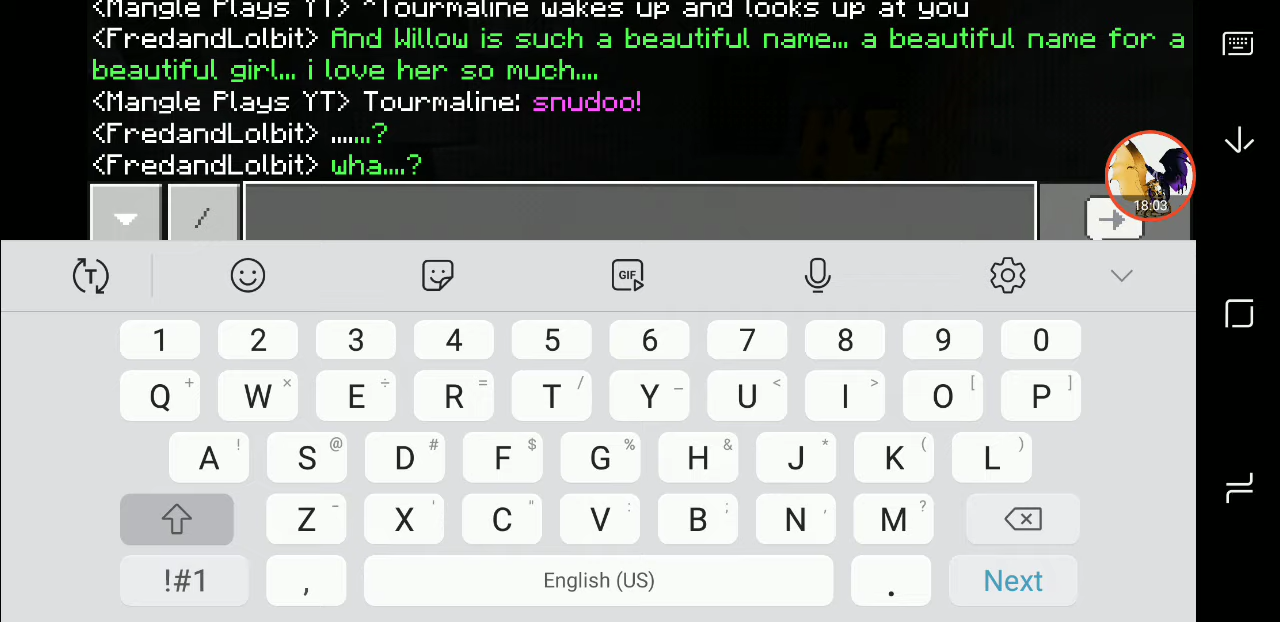 <Mangle Plays YT> ^Tourmaline wakes up and looks up at you
<FredandLolbit> And Willow is such a beautiful name... a beautiful name for a
beautiful girl... i love her so much....
<Mangle Plays YT> Tourmaline: snudoo!
<FredandLolbit> .......?
<FredandLolbit> wha....?
/
18:03
T
GIF
1 2 3 4 5 6 7 8 9 0
Q + W × E ÷ R = T / Y _ U < I > O [ P ]
A ! S @ D # F $ G % H & J * K ( L )
Z - X ' C " V : B ; N , M ?
!#1 , English (US) . Next